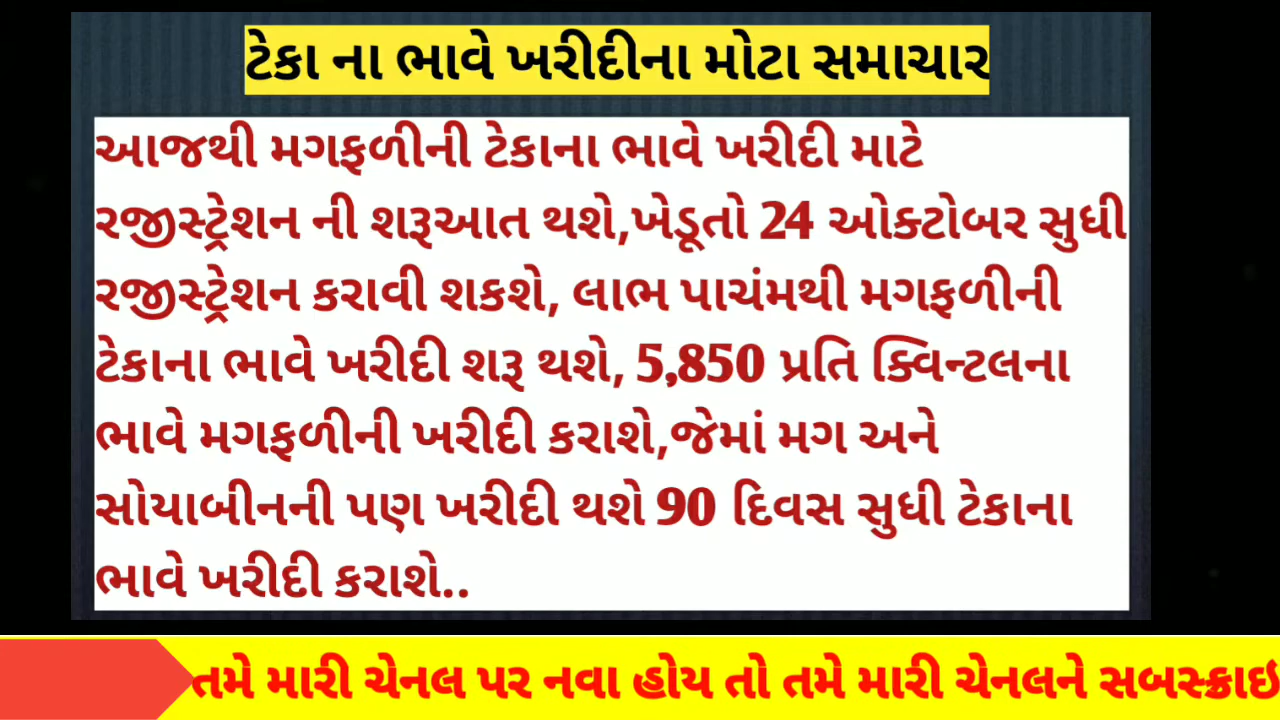 ટેકા ના ભાવે ખરીદીના મોટા સમાચાર
આજથી મગફળીની ટેકાના ભાવે ખરીદી માટે
રજીસ્ટ્રેશન ની શરૂઆત થશે,ખેડૂતો 24 ઓક્ટોબર સુધી
રજીસ્ટ્રેશન કરાવી શકશે, લાભ પાચંમથી મગફળીની
ટેકાના ભાવે ખરીદી શરૂ થશે, 5,850 પ્રતિ ક્વિન્ટલના
ભાવે મગફળીની ખરીદી કરાશે,જેમાં મગ અને
સોયાબીનની પણ ખરીદી થશે 90 દિવસ સુધી ટેકાના
ભાવે ખરીદી કરાશે..
તમે મારી ચેનલ પર નવા હોય તો તમે મારી ચેનલને સબસ્ક્રાઇ